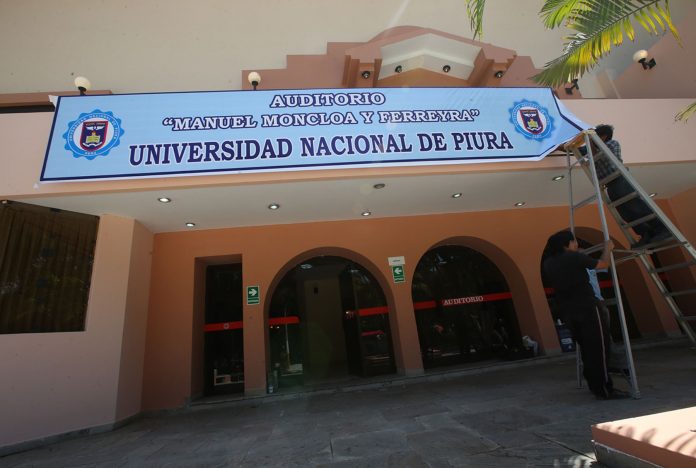 AUDITORIO
"MANUEL MONCLOA Y FERREYRA"
UNIVERSIDAD NACIONAL DE PIURA
AUDITORIO